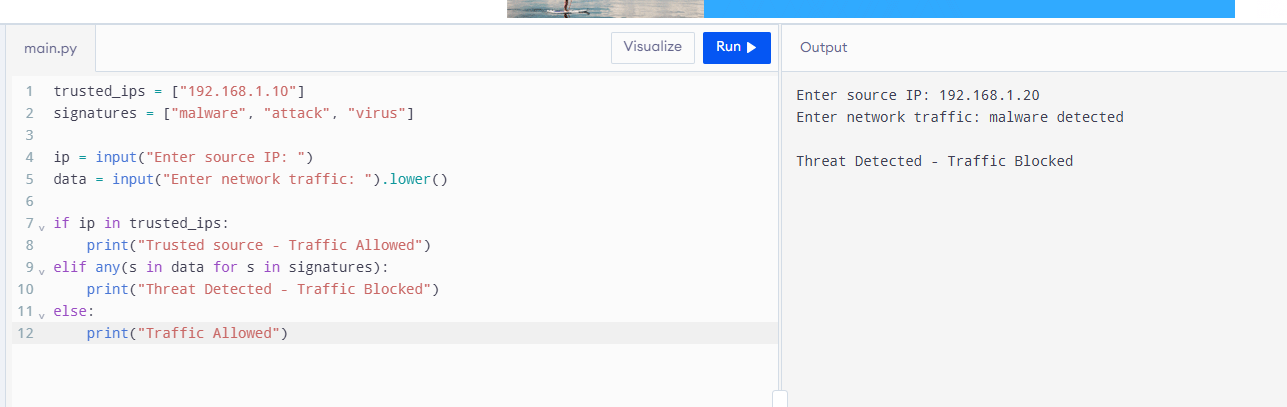 main.py
Visualize
Run
1 trusted_ips = ["192.168.1.10"]
2 signatures = ["malware", "attack", "virus"]
3
4 ip = input("Enter source IP: ")
5 data = input("Enter network traffic: ").lower()
6
7 if ip in trusted_ips:
8     print("Trusted source - Traffic Allowed")
9 elif any(s in data for s in signatures):
10     print("Threat Detected - Traffic Blocked")
11 else:
12     print("Traffic Allowed")
Output
Enter source IP: 192.168.1.20
Enter network traffic: malware detected
Threat Detected - Traffic Blocked